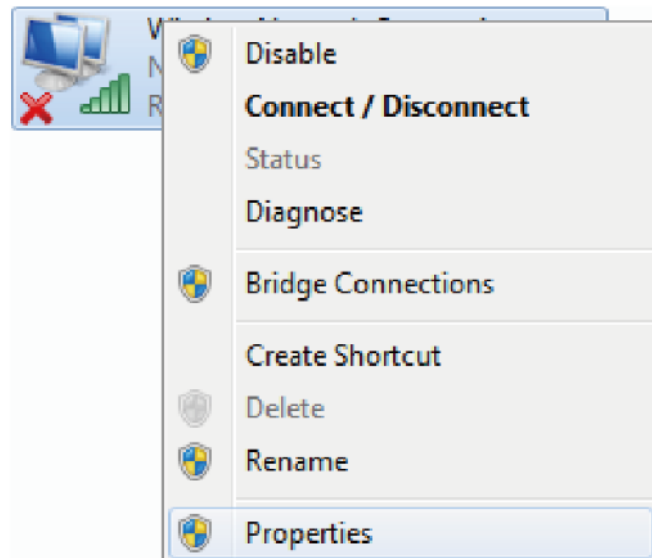 Disable
Connect / Disconnect
Status
Diagnose
Bridge Connections
Create Shortcut
Delete
Rename
Properties